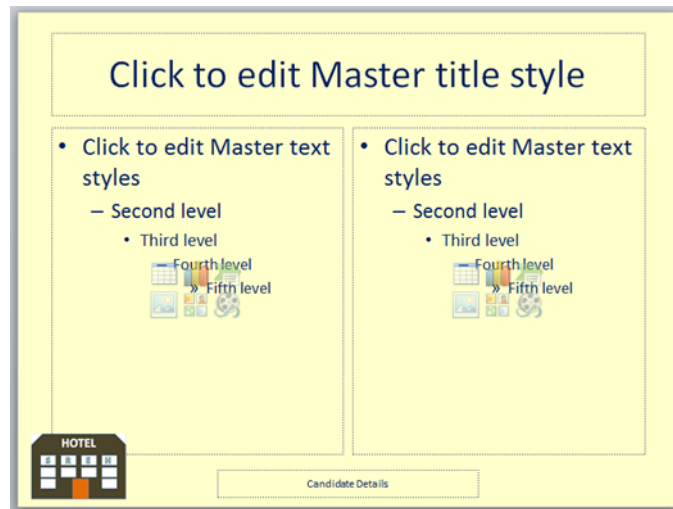 Click to edit Master title style
• Click to edit Master text
styles
– Second level
• Third level
– Fourth level
» Fifth level
• Click to edit Master text
styles
– Second level
• Third level
– Fourth level
» Fifth level
HOTEL
S R E H
Candidate Details